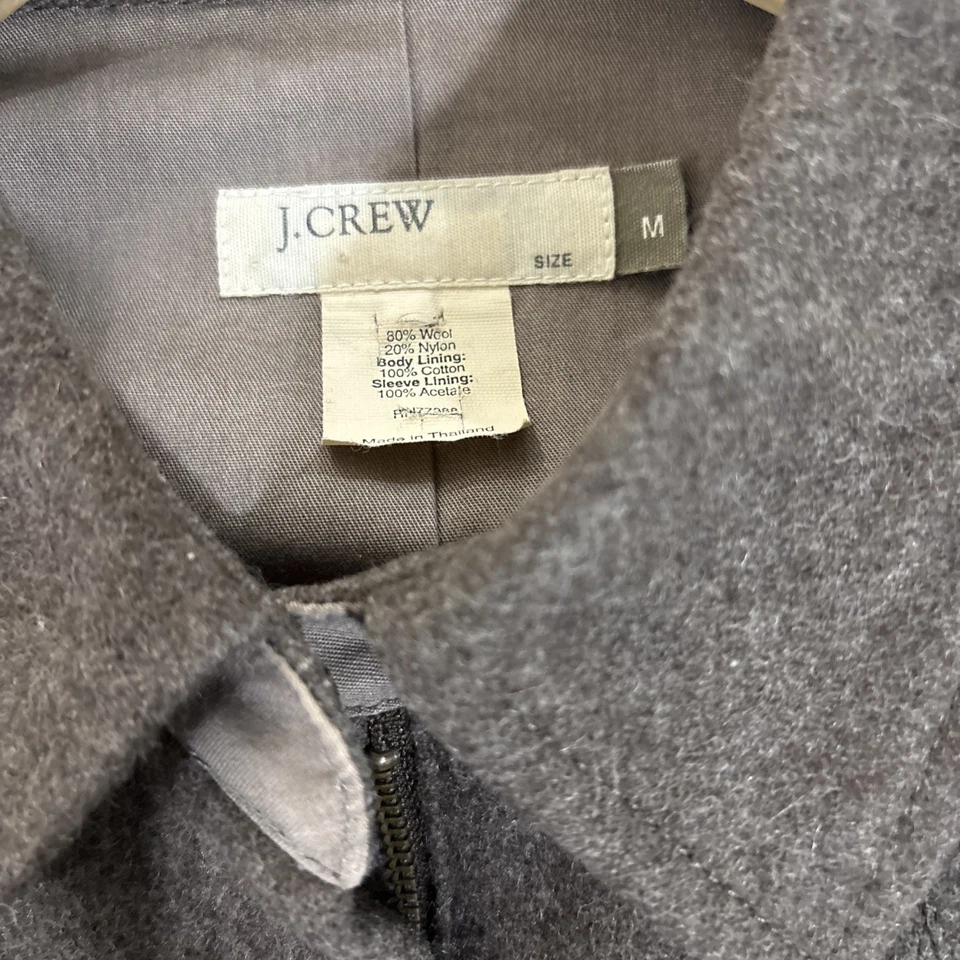 J.CREW
SIZE
M
80% Wool
20% Nylon
Body Lining:
100% Cotton
Sleeve Lining:
100% Acetate
Made in Thailand